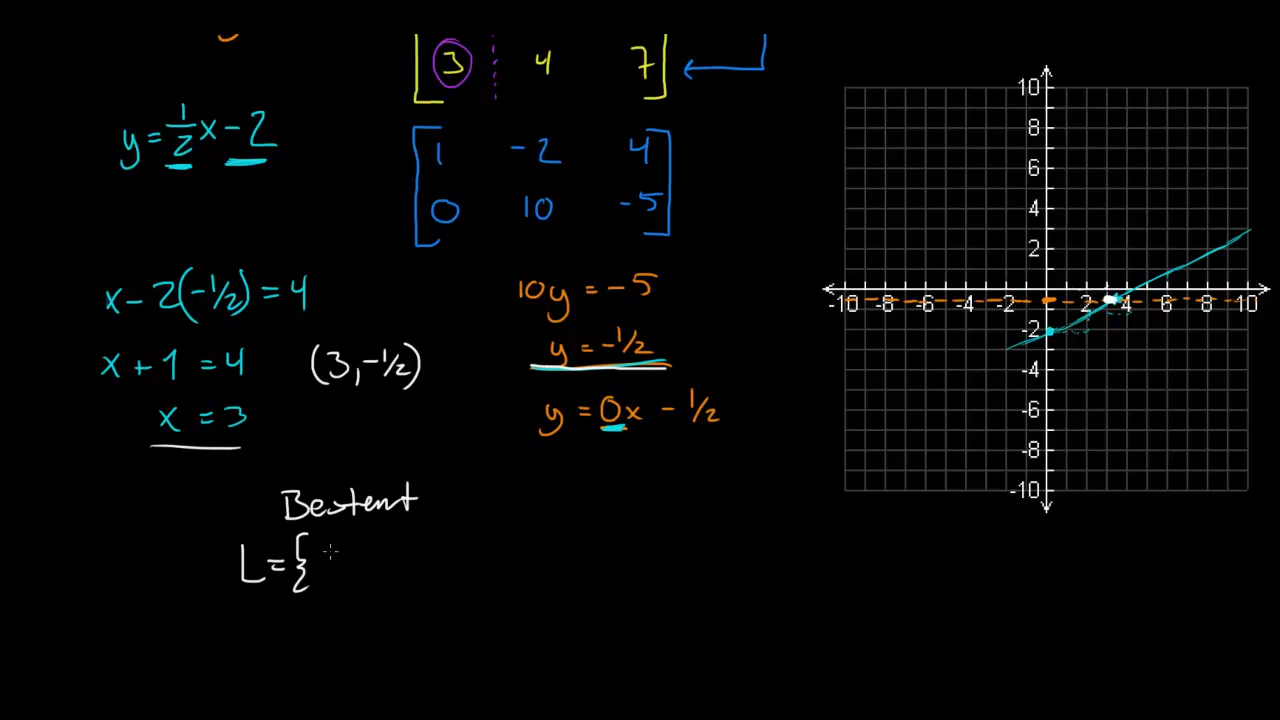 3 4 7
y = 1/2 x - 2
1 -2 4
0 10 -5
x - 2(-1/2) = 4
x + 1 = 4
(3, -1/2)
x = 3
10y = -5
y = -1/2
y = 0x - 1/2
Bestemt
L = {
10
8
6
4
2
-10 -8 -6 -4 -2 2 4 6 8 10
-2
-4
-6
-8
-10